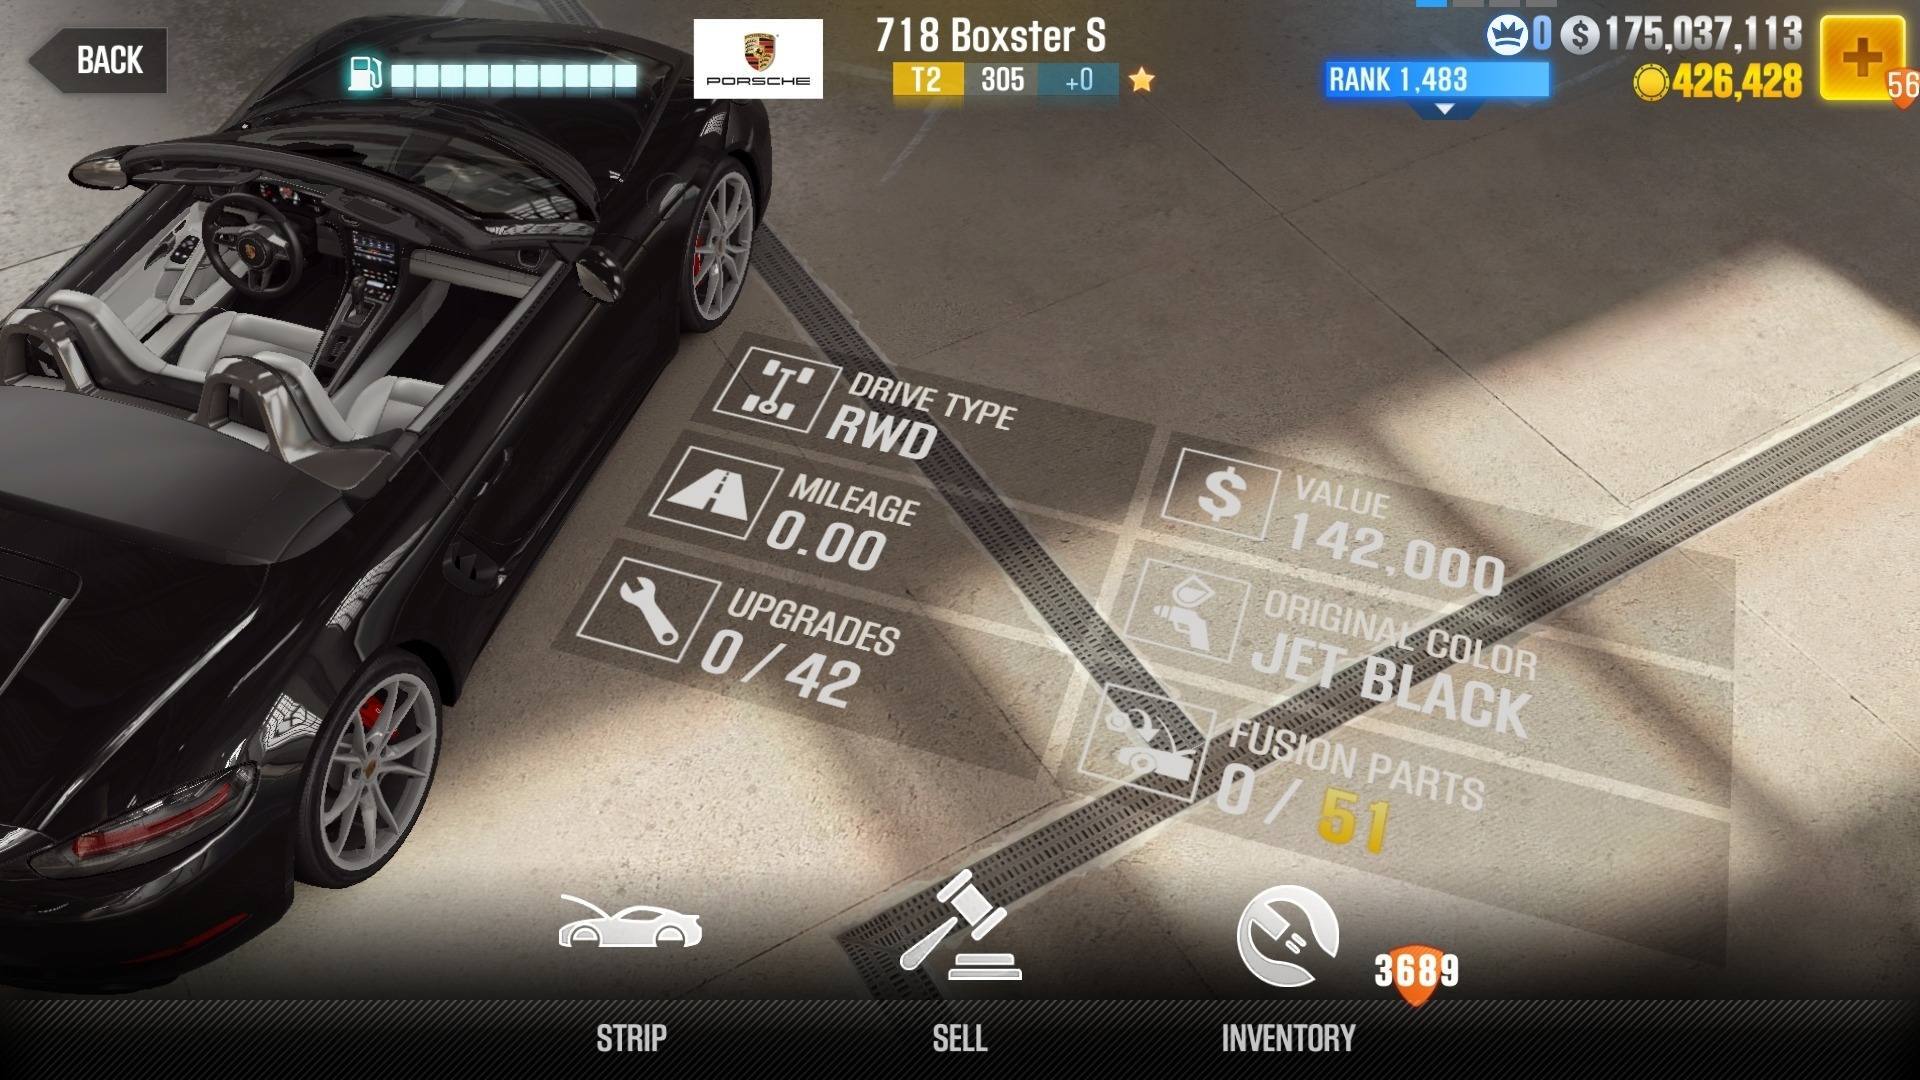 BACK
PORSCHE
718 Boxster S
T2 305 +0
RANK 1,483
0 $ 175,037,113
426,428
56
DRIVE TYPE
RWD
MILEAGE
0.00
UPGRADES
0 / 42
$ VALUE
142,000
ORIGINAL COLOR
JET BLACK
FUSION PARTS
0 / 51
3689
STRIP
SELL
INVENTORY